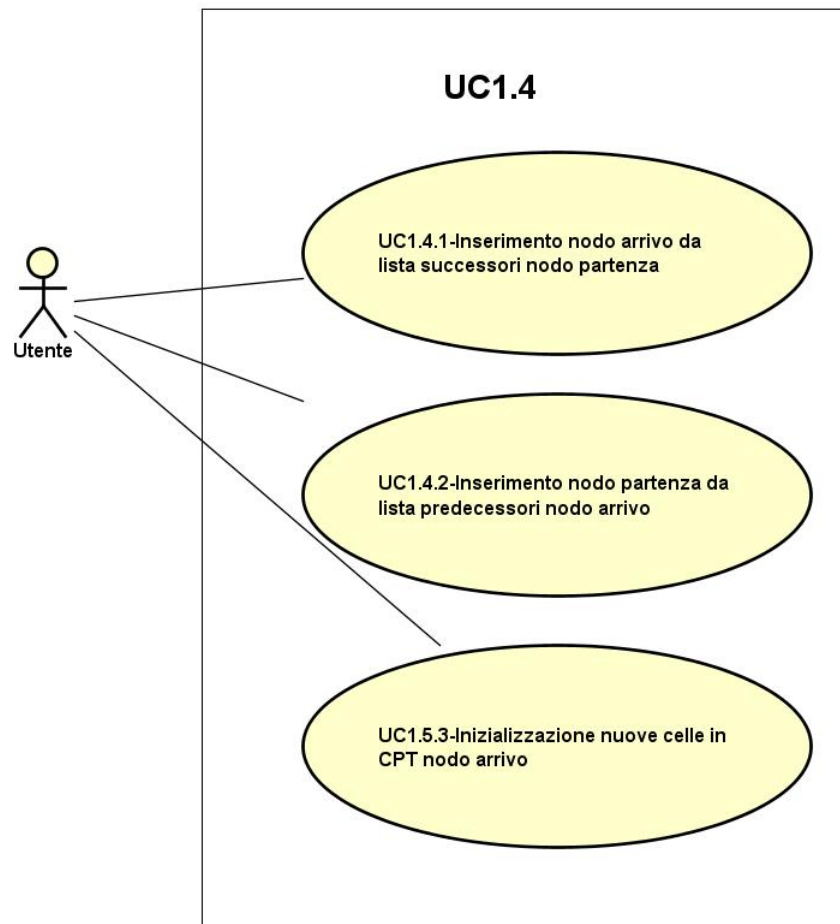 UC1.4
UC1.4.1-Inserimento nodo arrivo da
lista successori nodo partenza
Utente
UC1.4.2-Inserimento nodo partenza da
lista predecessori nodo arrivo
UC1.5.3-Inizializzazione nuove celle in
CPT nodo arrivo